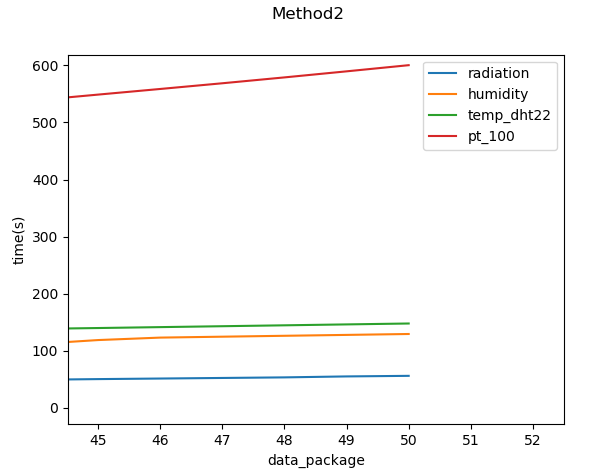 Method2
radiation
humidity
temp_dht22
pt_100
600
500
400
300
200
100
0
time(s)
45 46 47 48 49 50 51 52
data_package